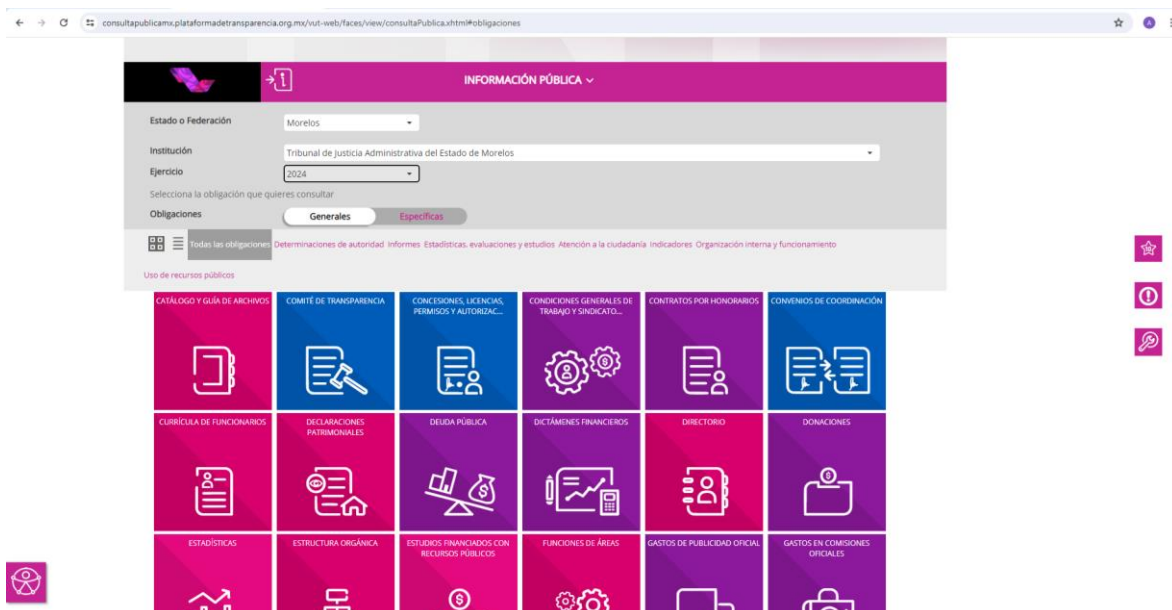 consultapublicamx.plataformadetransparencia.org.mx/vut-web/faces/view/consultaPublica.xhtml#obligaciones
INFORMACIÓN PÚBLICA
Estado o Federación
Morelos
Institución
Tribunal de Justicia Administrativa del Estado de Morelos
Ejercicio
2024
Selecciona la obligación que quieres consultar
Obligaciones
Generales
Específicas
Todas las obligaciones Determinaciones de autoridad Informes Estadísticas, evaluaciones y estudios Atención a la ciudadanía Indicadores Organización interna y funcionamiento
Uso de recursos públicos
CATÁLOGO Y GUÍA DE ARCHIVOS
COMITÉ DE TRANSPARENCIA
CONCESIONES, LICENCIAS,
PERMISOS Y AUTORIZAC...
CONDICIONES GENERALES DE
TRABAJO Y SINDICATO...
CONTRATOS POR HONORARIOS
CONVENIOS DE COORDINACIÓN
CURRÍCULA DE FUNCIONARIOS
DECLARACIONES
PATRIMONIALES
DEUDA PÚBLICA
DICTÁMENES FINANCIEROS
DIRECTORIO
DONACIONES
ESTADÍSTICAS
ESTRUCTURA ORGÁNICA
ESTUDIOS FINANCIADOS CON
RECURSOS PÚBLICOS
FUNCIONES DE ÁREAS
GASTOS DE PUBLICIDAD OFICIAL
GASTOS EN COMISIONES
OFICIALES